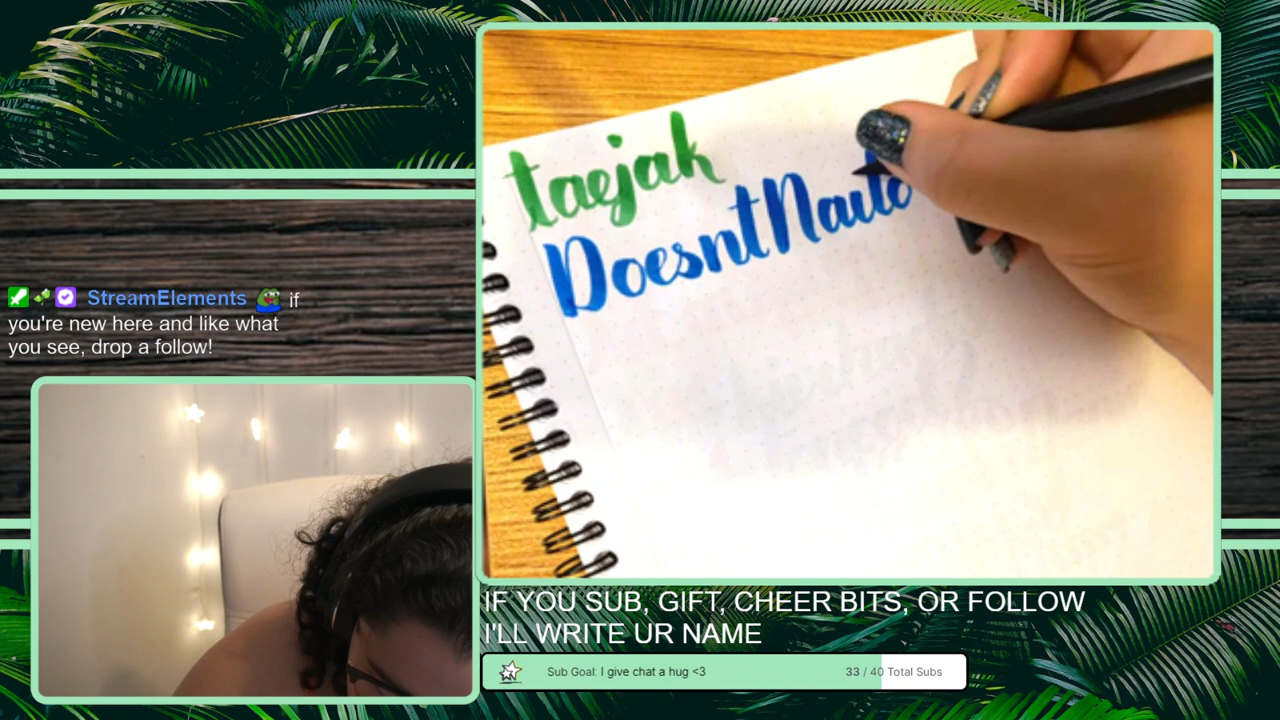 taejak
StreamElements if
you're new here and like what
you see, drop a follow!
IF YOU SUB, GIFT, CHEER BITS, OR FOLLOW
I'LL WRITE UR NAME
Sub Goal: I give chat a hug <3
33 / 40 Total Subs